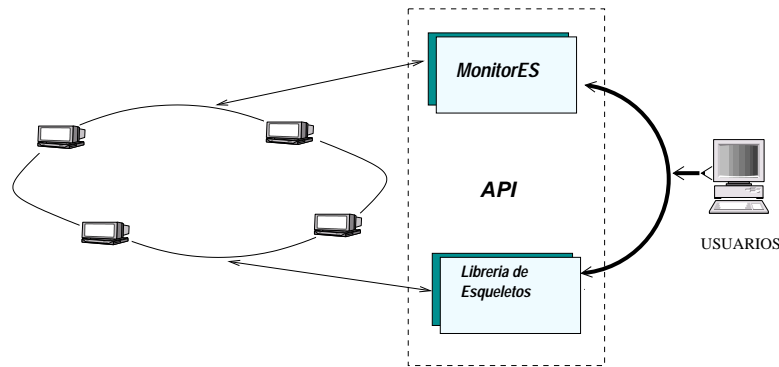 MonitorES
API
Libreria de
Esqueletos
USUARIOS